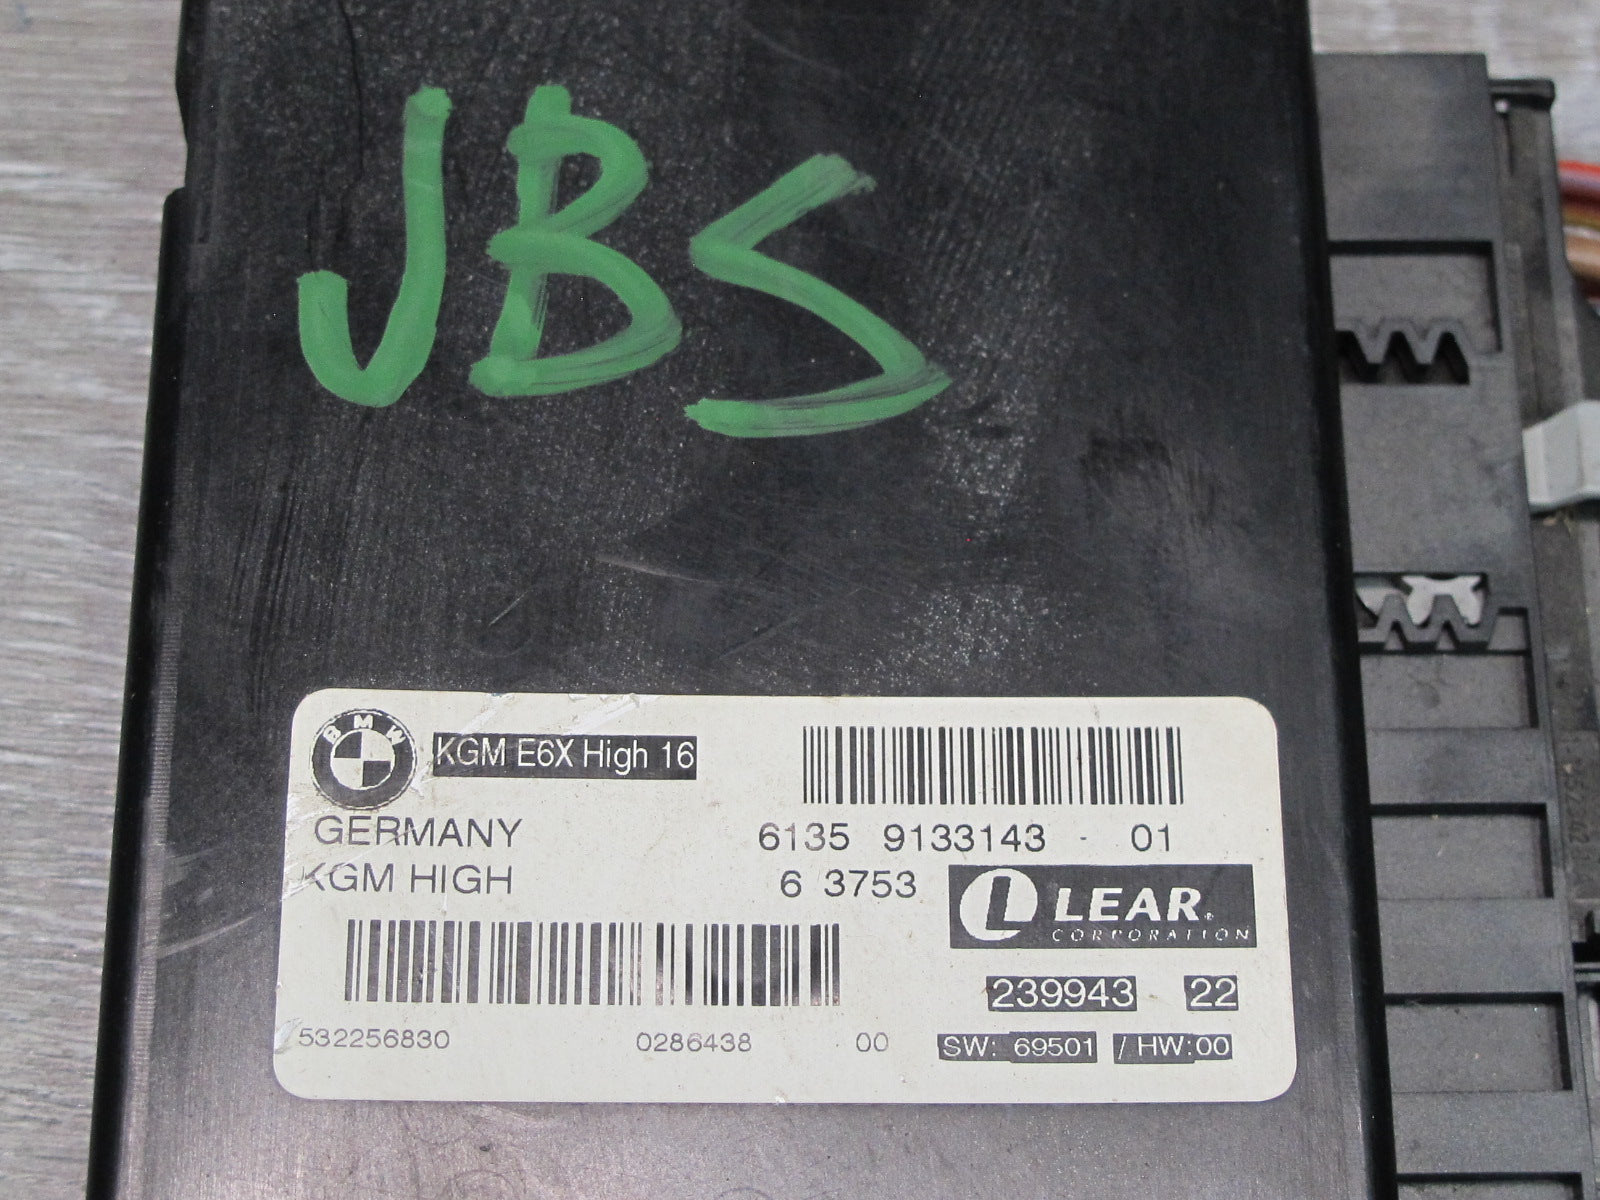 JBS
BMW
KGM E6X High 16
GERMANY
6135 9133143 - 01
KGM HIGH
6 3753
L LEAR®
CORPORATION
239943 22
532256830 0286438 00
SW: 69501 / HW:00